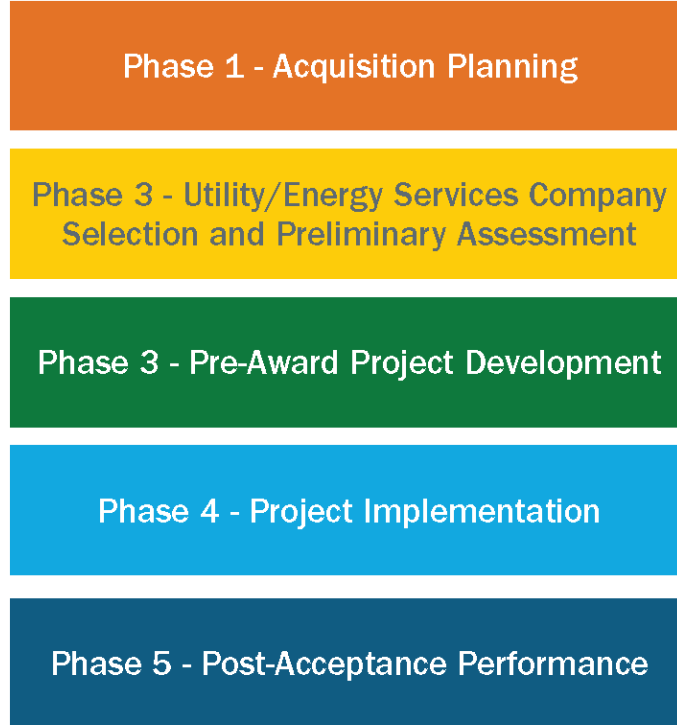 Phase 1 - Acquisition Planning
Phase 3 - Utility/Energy Services Company
Selection and Preliminary Assessment
Phase 3 - Pre-Award Project Development
Phase 4 - Project Implementation
Phase 5 - Post-Acceptance Performance